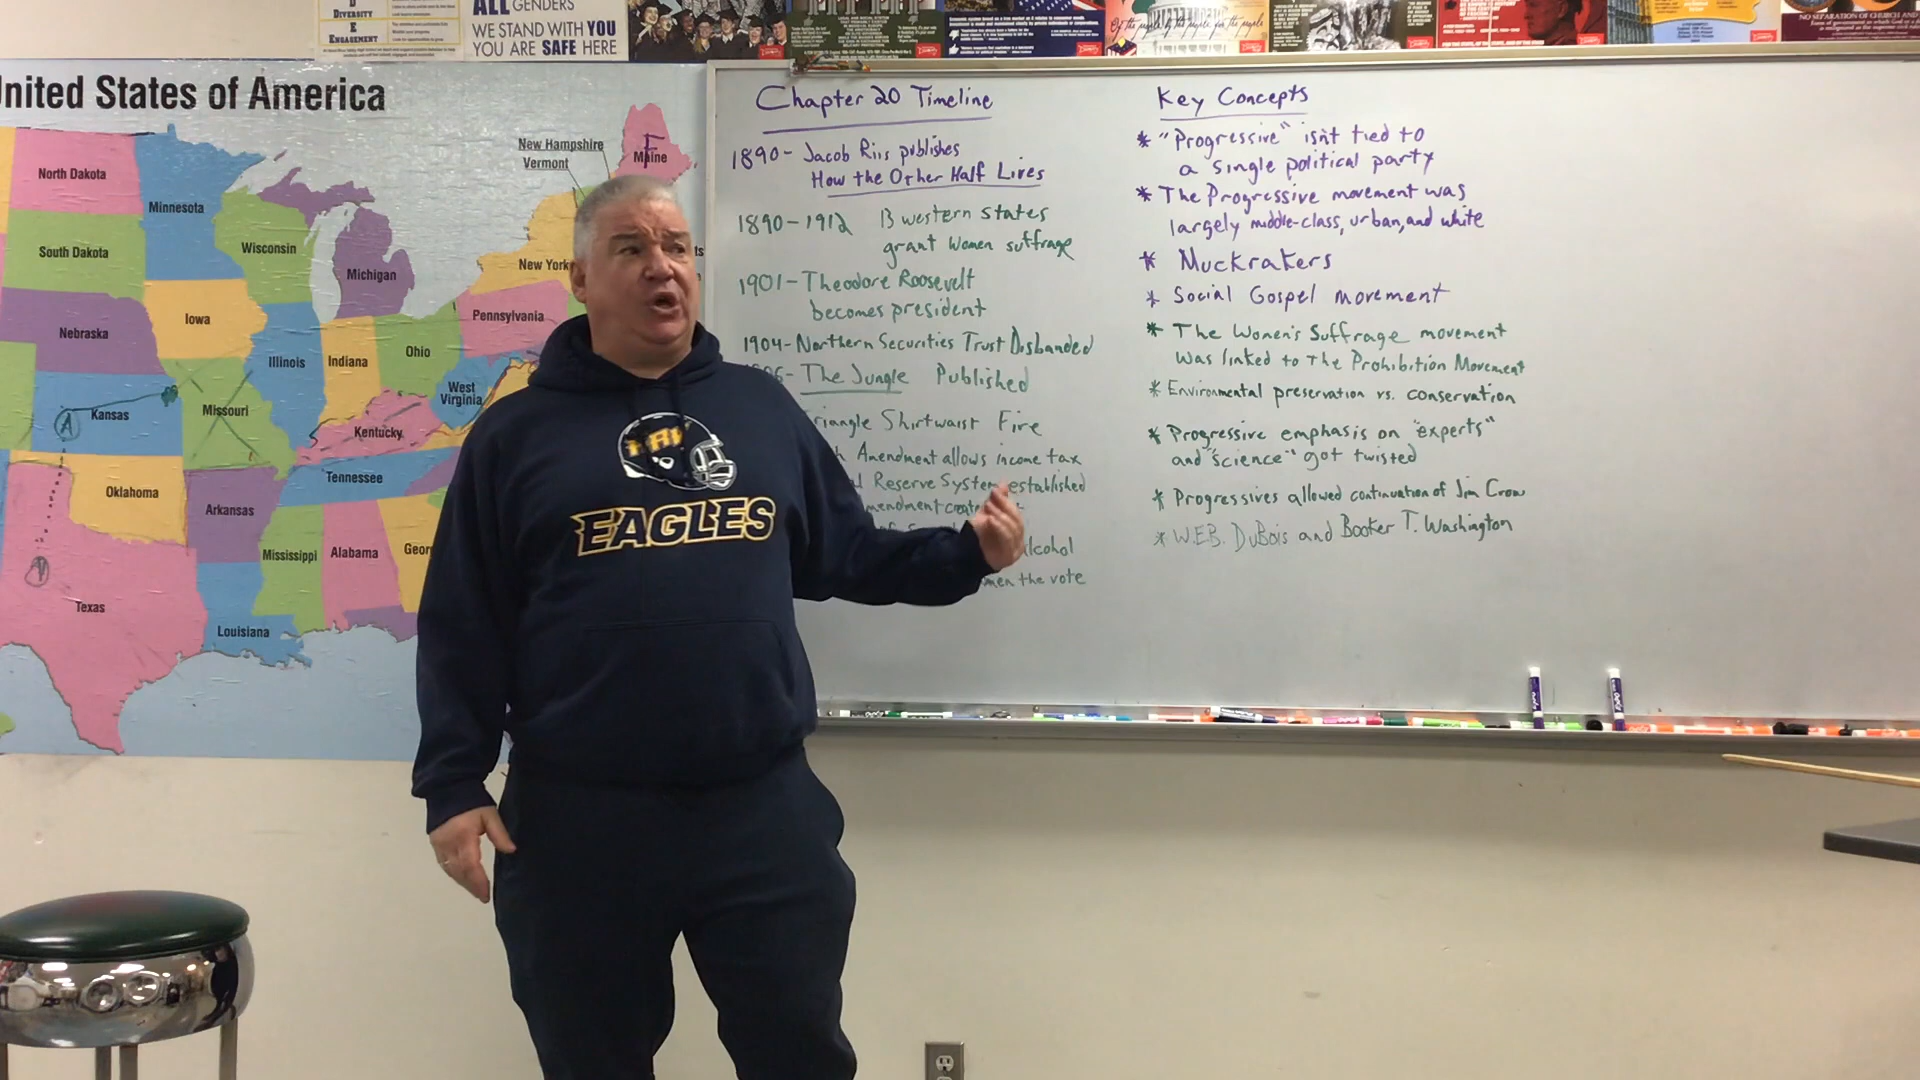 DIVERSITY
ENGAGEMENT
ALL GENDERS
WE STAND WITH YOU
YOU ARE SAFE HERE
United States of America
North Dakota
Minnesota
South Dakota
Wisconsin
Michigan
New Hampshire
Vermont
Maine
F
New York
Nebraska
Iowa
Illinois
Indiana
Ohio
Pennsylvania
West
Virginia
A
Kansas
Missouri
Kentucky
Oklahoma
Arkansas
Tennessee
Mississippi
Alabama
Texas
Louisiana
EAGLES
Chapter 20 Timeline
1890- Jacob Riis publishes
How the Other Half Lives
1890-1912 13 western states
grant women suffrage
1901- Theodore Roosevelt
becomes president
1904- Northern Securities Trust Disbanded
The Jungle Published
Triangle Shirtwaist Fire
Amendment allows income tax
Reserve System established
the vote
Key Concepts
* "Progressive" isn't tied to
a single political party
* The Progressive movement was
largely middle-class, urban, and white
* Muckrakers
* Social Gospel movement
* The Women's Suffrage movement
was linked to the Prohibition Movement
* Environmental preservation vs. conservation
* Progressive emphasis on "experts"
and "science" got twisted
* Progressives allowed continuation of Jim Crow
* W.E.B. DuBois and Booker T. Washington